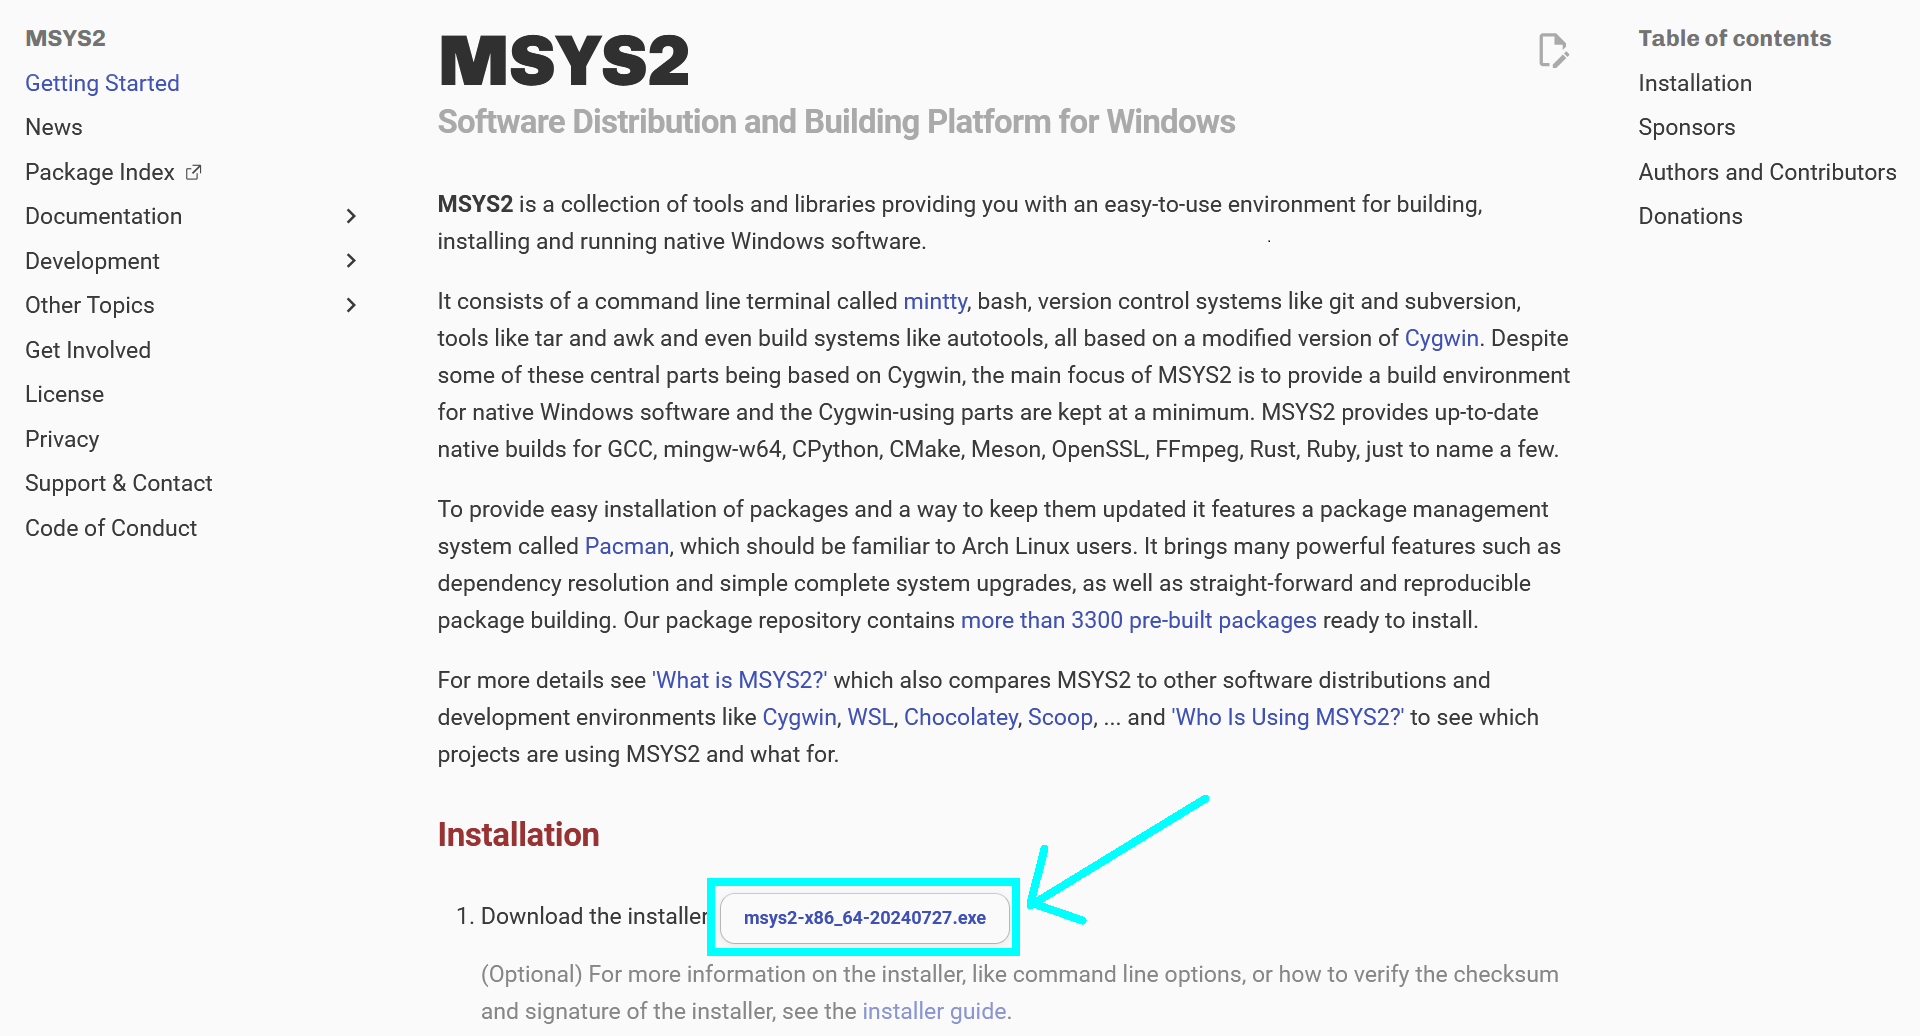 MSYS2
Getting Started
News
Package Index
Documentation
Development
Other Topics
Get Involved
License
Privacy
Support & Contact
Code of Conduct
MSYS2
Software Distribution and Building Platform for Windows
MSYS2 is a collection of tools and libraries providing you with an easy-to-use environment for building,
installing and running native Windows software.
It consists of a command line terminal called mintty, bash, version control systems like git and subversion,
tools like tar and awk and even build systems like autotools, all based on a modified version of Cygwin. Despite
some of these central parts being based on Cygwin, the main focus of MSYS2 is to provide a build environment
for native Windows software and the Cygwin-using parts are kept at a minimum. MSYS2 provides up-to-date
native builds for GCC, mingw-w64, CPython, CMake, Meson, OpenSSL, FFmpeg, Rust, Ruby, just to name a few.
To provide easy installation of packages and a way to keep them updated it features a package management
system called Pacman, which should be familiar to Arch Linux users. It brings many powerful features such as
dependency resolution and simple complete system upgrades, as well as straight-forward and reproducible
package building. Our package repository contains more than 3300 pre-built packages ready to install.
For more details see 'What is MSYS2?' which also compares MSYS2 to other software distributions and
development environments like Cygwin, WSL, Chocolatey, Scoop, ... and 'Who Is Using MSYS2?' to see which
projects are using MSYS2 and what for.
Installation
1. Download the installer msys2-x86_64-20240727.exe
(Optional) For more information on the installer, like command line options, or how to verify the checksum
and signature of the installer, see the installer guide.
Table of contents
Installation
Sponsors
Authors and Contributors
Donations